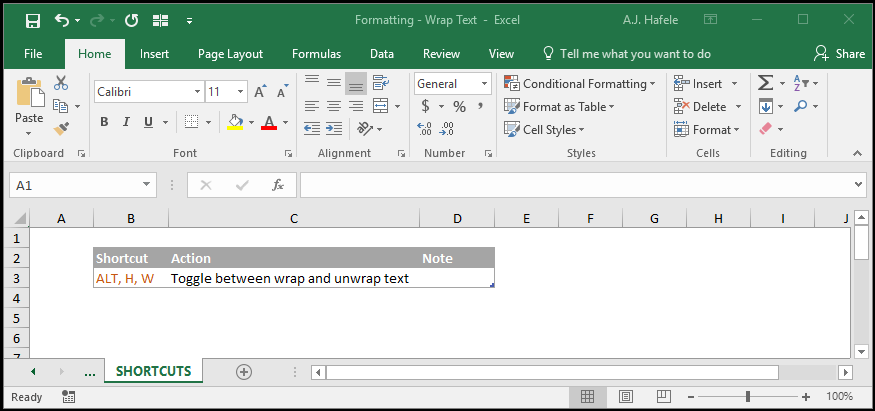 Formatting - Wrap Text - Excel
A.J. Hafele
File Home Insert Page Layout Formulas Data View Tell me what you want to do Share
Calibri 11 General Conditional Formatting Insert
Paste $ % , Format as Table Delete
B I U A Cell Styles Format
Clipboard Font Alignment Number Styles Cells Editing
A1 fx
A B C D E F G H I J
1
2 Shortcut Action Note
3 ALT, H, W Toggle between wrap and unwrap text
4
5
6
7
... SHORTCUTS
Ready 100%